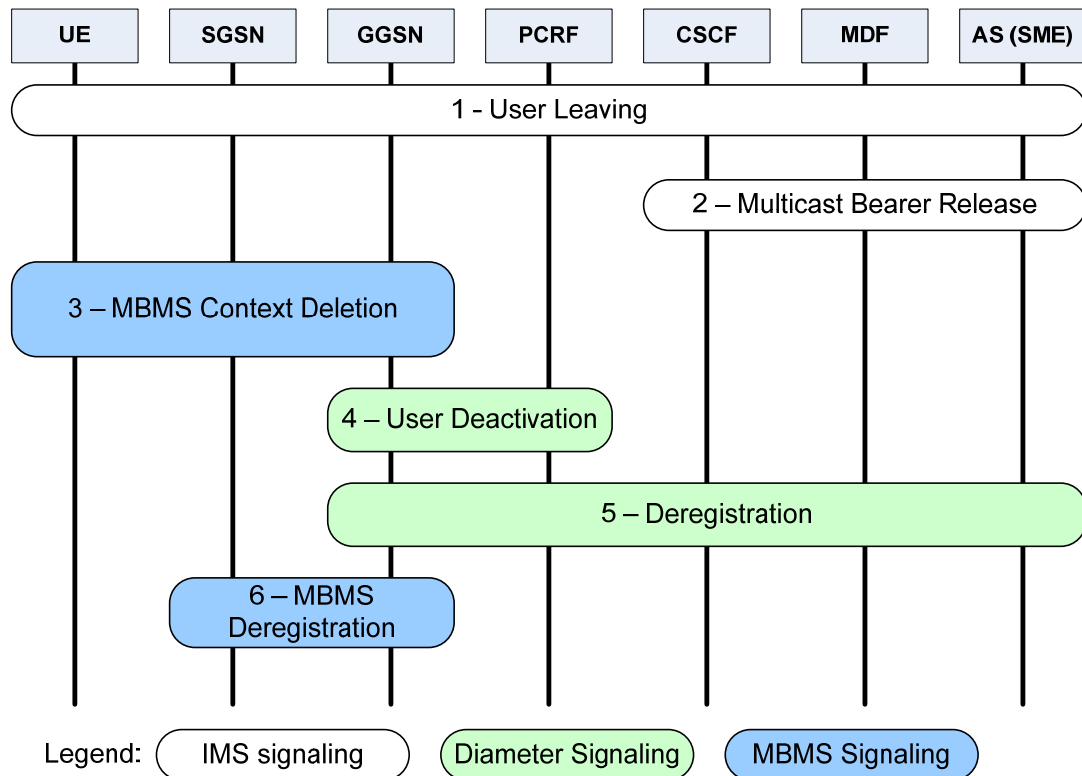 UE SGSN GGSN PCRF CSCF MDF AS (SME)
1 - User Leaving
2 – Multicast Bearer Release
3 – MBMS Context Deletion
4 – User Deactivation
5 – Deregistration
6 – MBMS
Deregistration
Legend: IMS signaling Diameter Signaling MBMS Signaling